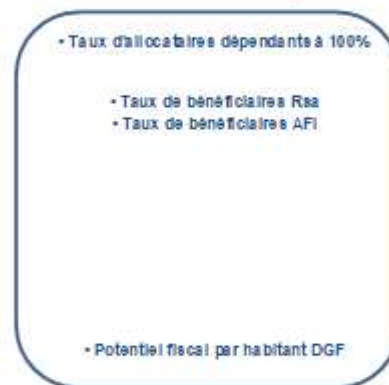 • Taux d'allocataires dépendants à 100%
• Taux de bénéficiaires Rsa
• Taux de bénéficiaires AFI
• Potentiel fiscal par habitant DGF